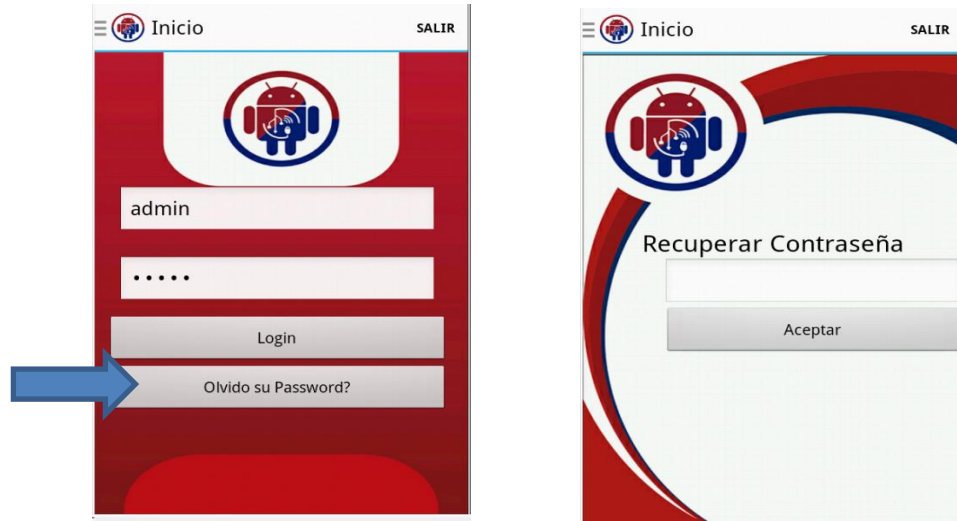 Inicio
SALIR
admin
•••••
Login
Olvido su Password?
Inicio
SALIR
Recuperar Contraseña
Aceptar